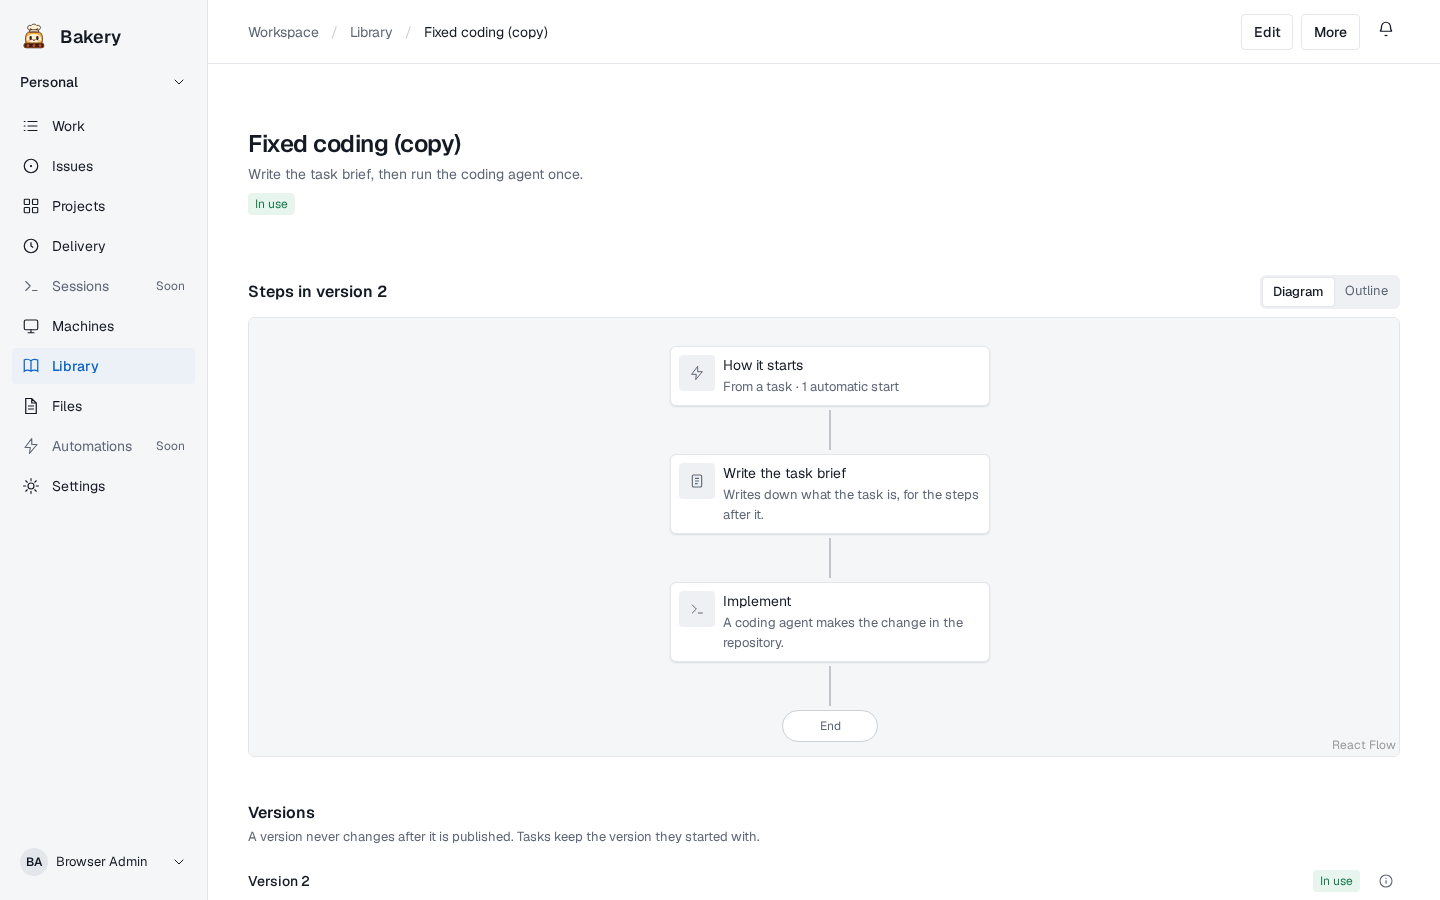 Bakery
Personal
Work
Issues
Projects
Delivery
Sessions Soon
Machines
Library
Files
Automations Soon
Settings
BA Browser Admin
Workspace / Library / Fixed coding (copy)
Edit More
Fixed coding (copy)
Write the task brief, then run the coding agent once.
In use
Steps in version 2
Diagram Outline
How it starts
From a task · 1 automatic start
Write the task brief
Writes down what the task is, for the steps
after it.
Implement
A coding agent makes the change in the
repository.
End
React Flow
Versions
A version never changes after it is published. Tasks keep the version they started with.
Version 2
In use